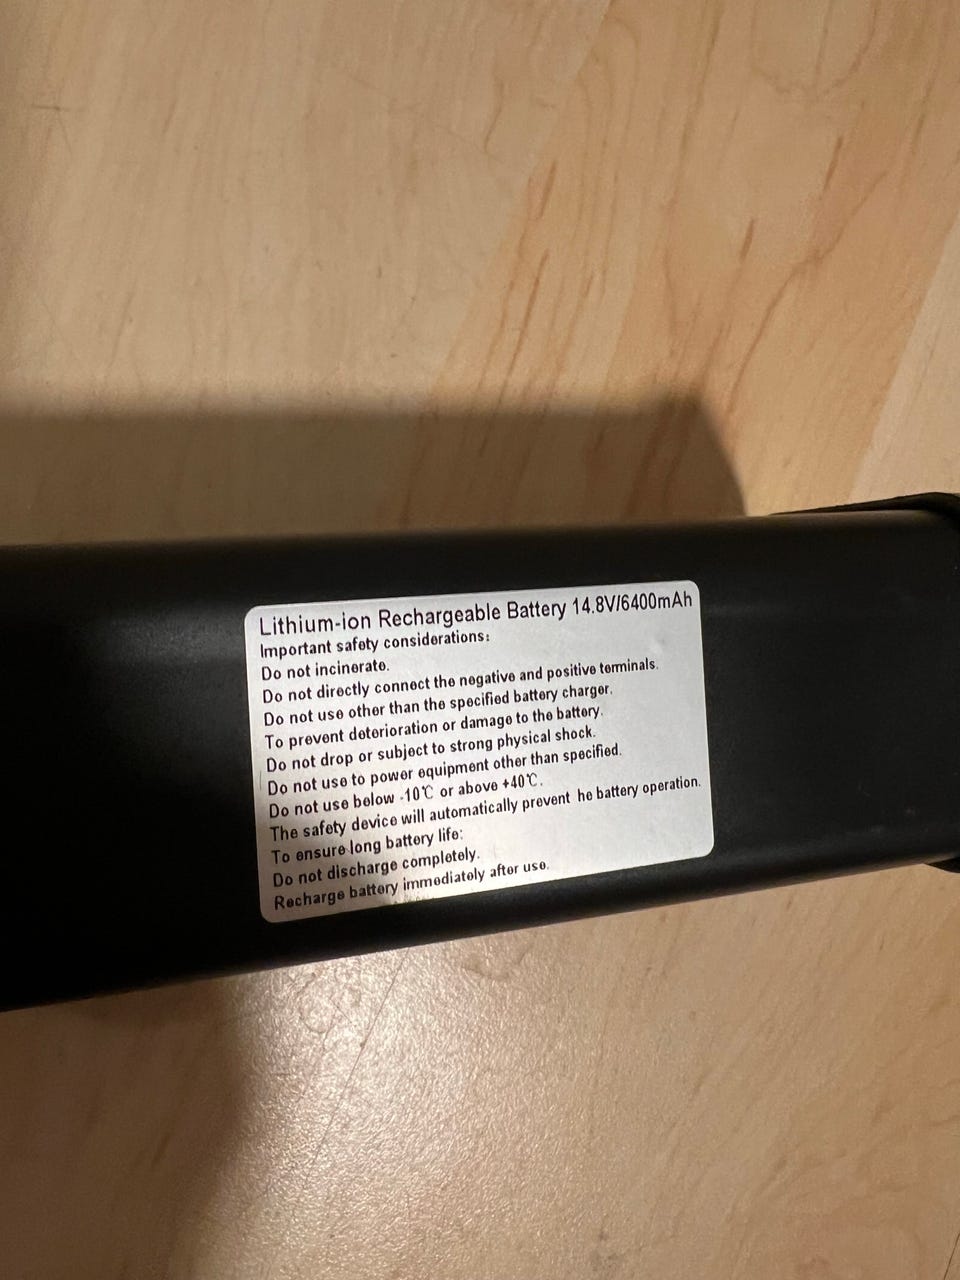 Lithium-ion Rechargeable Battery 14.8V/6400mAh
Important safety considerations:
Do not incinerate.
Do not directly connect the negative and positive terminals.
Do not use other than the specified battery charger.
To prevent deterioration or damage to the battery.
Do not drop or subject to strong physical shock.
Do not use to power equipment other than specified.
Do not use below -10℃ or above +40℃.
The safety device will automatically prevent he battery operation.
To ensure long battery life:
Do not discharge completely.
Recharge battery immediately after use.